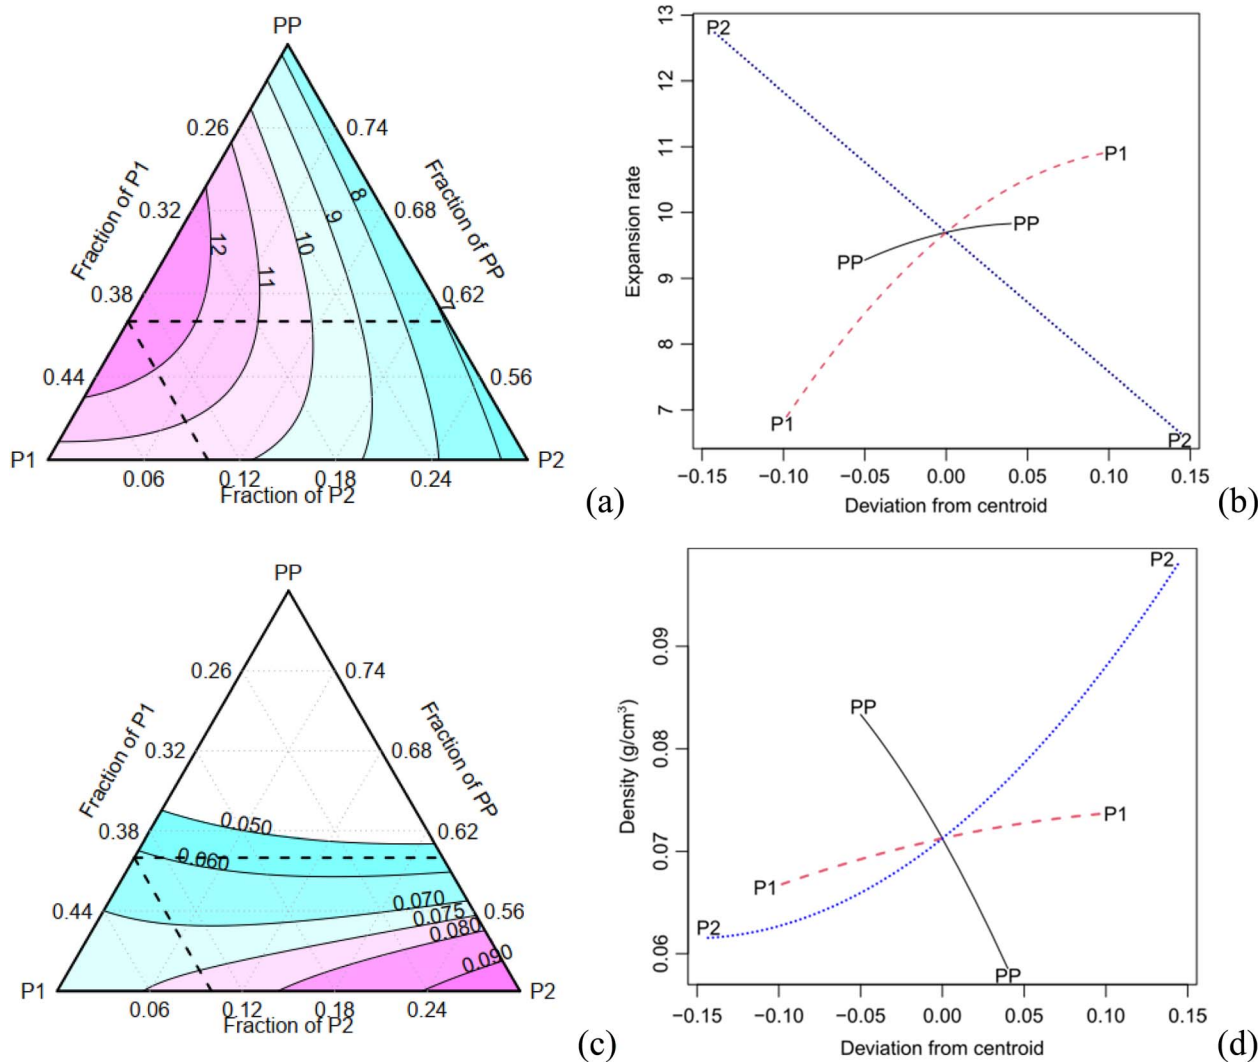 PP
0.26
0.74
Fraction of P1
Fraction of PP
0.32
0.68
8
9
10
11
12
0.38
0.62
7
0.44
0.56
P1
P2
0.06
0.12
0.18
0.24
Fraction of P2
(a)
Expansion rate
13
12
11
10
9
8
7
P2
P1
PP
PP
P1
P2
−0.15
−0.10
−0.05
0.00
0.05
0.10
0.15
Deviation from centroid
(b)
PP
0.26
0.74
Fraction of P1
Fraction of PP
0.32
0.68
0.38
0.62
0.050
0.060
0.070
0.075
0.080
0.090
0.44
0.56
P1
P2
0.06
0.12
0.18
0.24
Fraction of P2
(c)
Density (g/cm³)
0.09
0.08
0.07
0.06
P2
PP
P1
P1
P2
PP
−0.15
−0.10
−0.05
0.00
0.05
0.10
0.15
Deviation from centroid
(d)